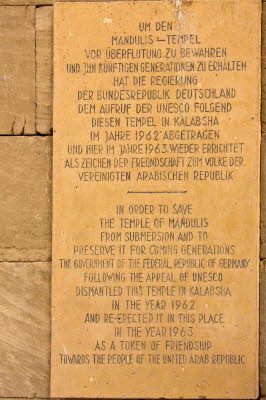 UM DEN
MANDULIS – TEMPEL
VOR ÜBERFLUTUNG ZU BEWAHREN
UND IHN KÜNFTIGEN GENERATIONEN ZU ERHALTEN
HAT DIE REGIERUNG
DER BUNDESREPUBLIK DEUTSCHLAND
DEM AUFRUF DER UNESCO FOLGEND
DIESEN TEMPEL IN KALABSHA
IM JAHRE 1962 ABGETRAGEN
UND HIER IM JAHRE 1963 WIEDER ERRICHTET
ALS ZEICHEN DER FREUNDSCHAFT ZUM VOLKE DER
VEREINIGTEN ARABISCHEN REPUBLIK
IN ORDER TO SAVE
THE TEMPLE OF MANDULIS
FROM SUBMERSION AND TO
PRESERVE IT FOR COMING GENERATIONS
THE GOVERNMENT OF THE FEDERAL REPUBLIC OF GERMANY
FOLLOWING THE APPEAL OF UNESCO
DISMANTLED THIS TEMPLE IN KALABSHA
IN THE YEAR 1962
AND RE-ERECTED IT IN THIS PLACE
IN THE YEAR 1963
AS A TOKEN OF FRIENDSHIP
TOWARDS THE PEOPLE OF THE UNITED ARAB REPUBLIC